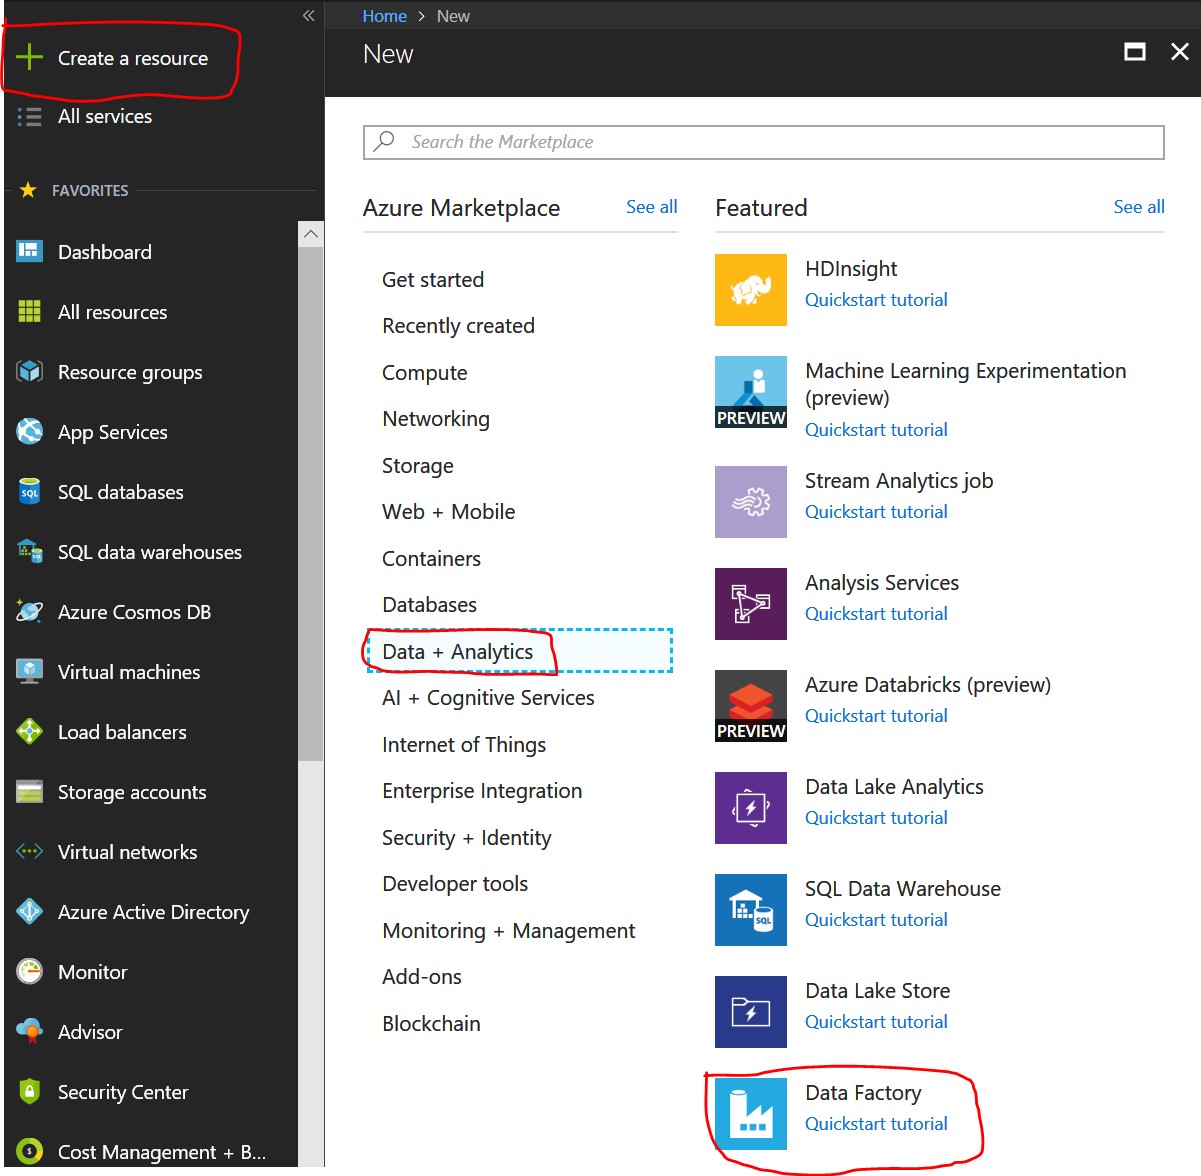 Create a resource
All services
FAVORITES
Dashboard
All resources
Resource groups
App Services
SQL
SQL databases
SQL data warehouses
Azure Cosmos DB
Virtual machines
Load balancers
Storage accounts
Virtual networks
Azure Active Directory
Monitor
Advisor
Security Center
Cost Management + B...
Home > New
New
Search the Marketplace
Azure Marketplace
See all
Get started
Recently created
Compute
Networking
Storage
Web + Mobile
Containers
Databases
Data + Analytics
AI + Cognitive Services
Internet of Things
Enterprise Integration
Security + Identity
Developer tools
Monitoring + Management
Add-ons
Blockchain
Featured
See all
HDInsight
Quickstart tutorial
PREVIEW
Machine Learning Experimentation
(preview)
Quickstart tutorial
Stream Analytics job
Quickstart tutorial
Analysis Services
Quickstart tutorial
PREVIEW
Azure Databricks (preview)
Quickstart tutorial
Data Lake Analytics
Quickstart tutorial
SQL
SQL Data Warehouse
Quickstart tutorial
Data Lake Store
Quickstart tutorial
Data Factory
Quickstart tutorial